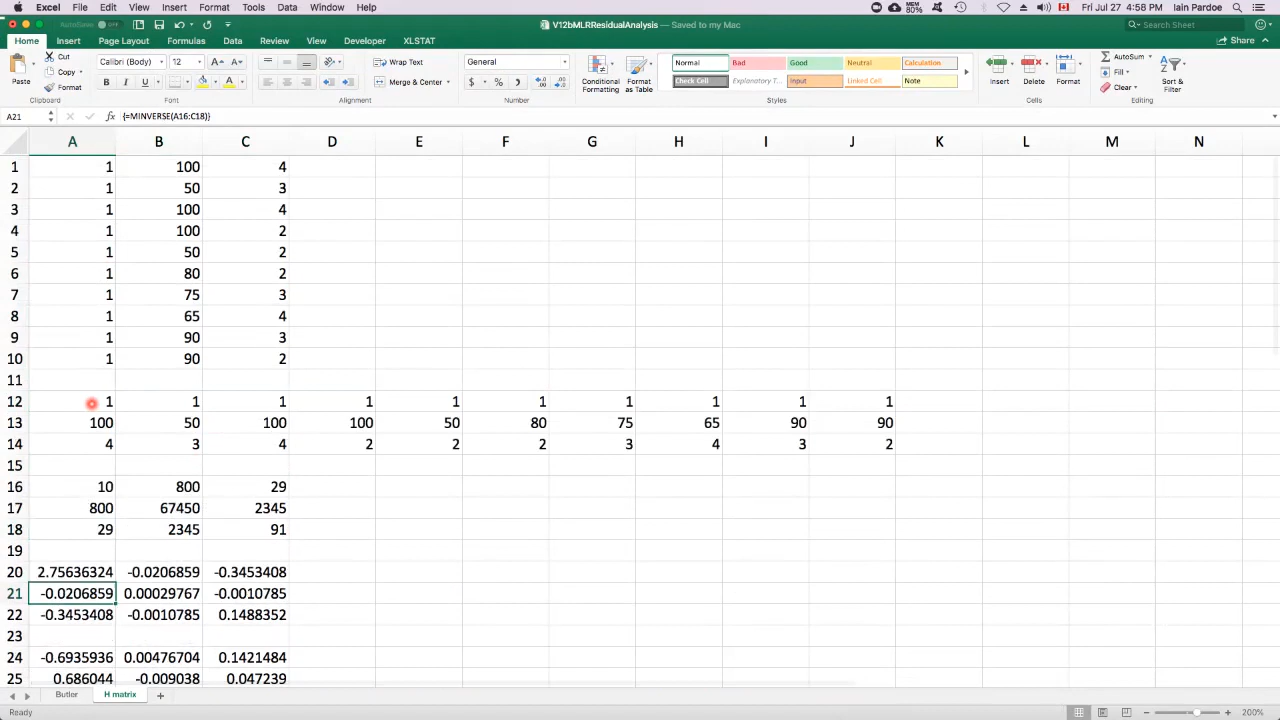 Excel File Edit View Insert Format Tools Data Window Help MEM 80% Fri Jul 27 4:58 PM Iain Pardoe
AutoSave OFF V12bMLRResidualAnalysis — Saved to my Mac Search Sheet
Home Insert Page Layout Formulas Data Review View Developer XLSTAT Share
Paste Cut Copy Format Calibri (Body) 12 A A Wrap Text General Conditional Formatting Format as Table Normal Bad Good Neutral Calculation Insert Delete Format AutoSum Fill Clear Sort & Filter
B I U A Merge & Center $ % Check Cell Explanatory T... Input Linked Cell Note
Clipboard Font Alignment Number Styles Cells Editing
A21 fx {=MINVERSE(A16:C18)}
A B C D E F G H I J K L M N
1 1 100 4
2 1 50 3
3 1 100 4
4 1 100 2
5 1 50 2
6 1 80 2
7 1 75 3
8 1 65 4
9 1 90 3
10 1 90 2
11
12 1 1 1 1 1 1 1 1 1 1
13 100 50 100 100 50 80 75 65 90 90
14 4 3 4 2 2 2 3 4 3 2
15
16 10 800 29
17 800 67450 2345
18 29 2345 91
19
20 2.75636324 -0.0206859 -0.3453408
21 -0.0206859 0.00029767 -0.0010785
22 -0.3453408 -0.0010785 0.1488352
23
24 -0.6935936 0.00476704 0.1421484
25 0.686044 -0.009038 0.047239
Butler H matrix +
Ready 200%